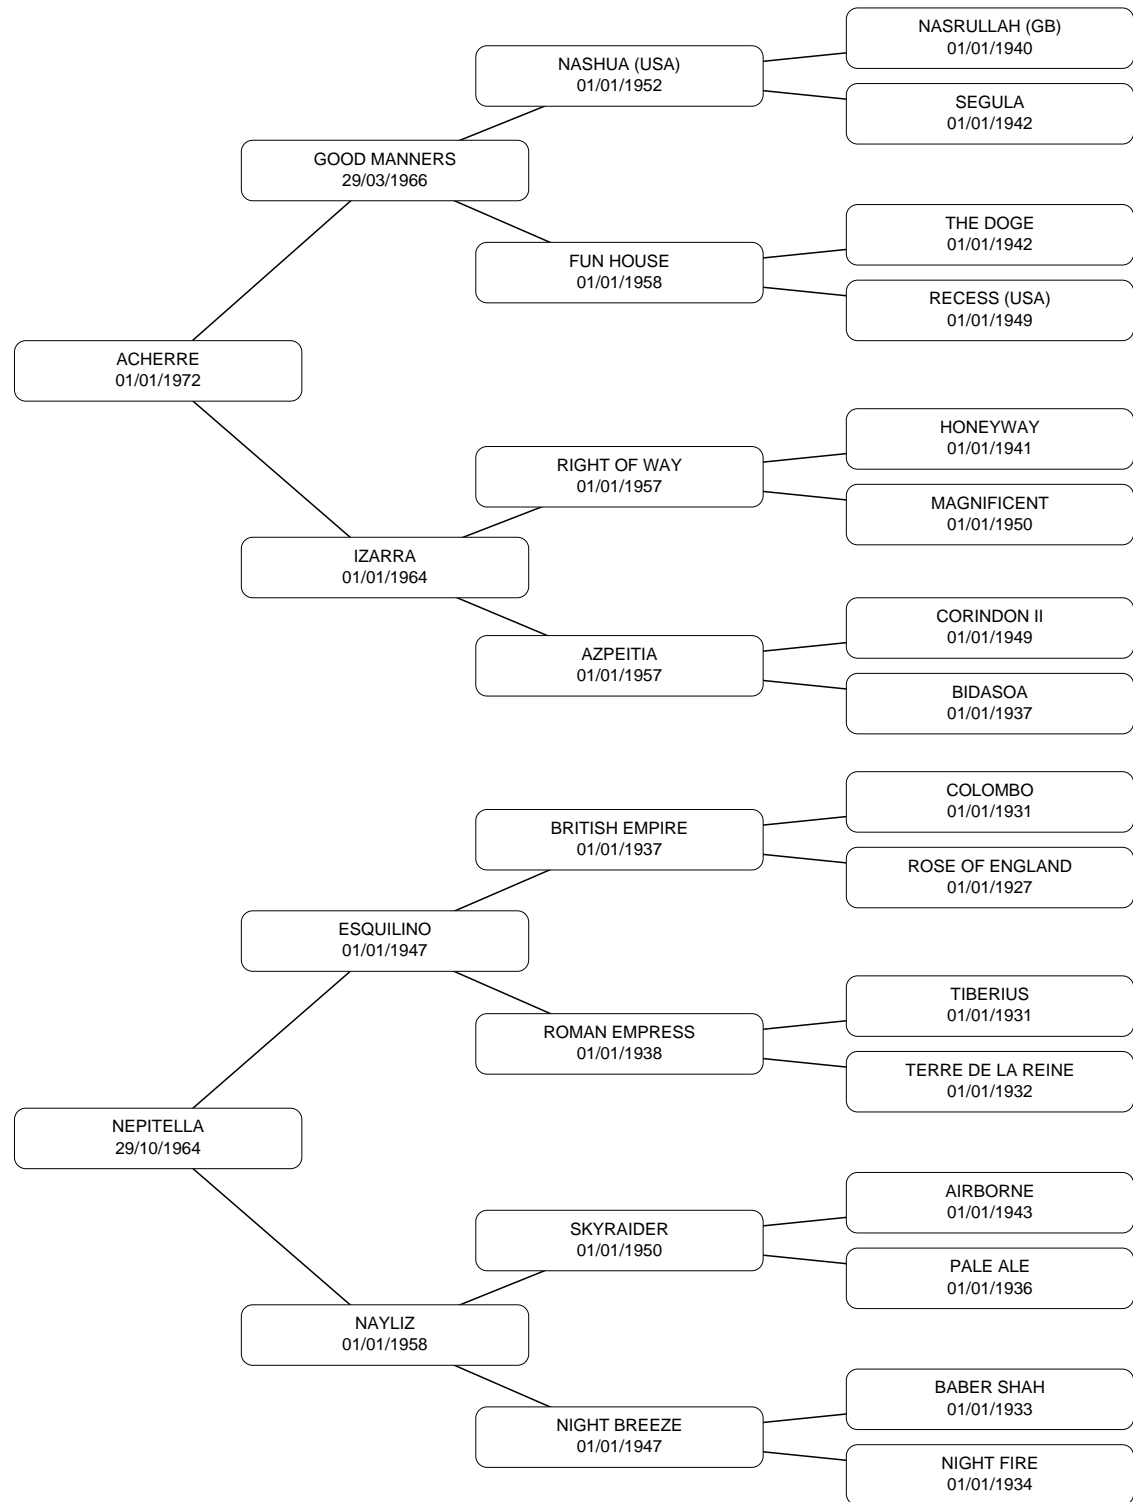 NASRULLAH (GB)
01/01/1940
NASHUA (USA)
01/01/1952
SEGULA
01/01/1942
GOOD MANNERS
29/03/1966
THE DOGE
01/01/1942
FUN HOUSE
01/01/1958
RECESS (USA)
01/01/1949
ACHERRE
01/01/1972
HONEYWAY
01/01/1941
RIGHT OF WAY
01/01/1957
MAGNIFICENT
01/01/1950
IZARRA
01/01/1964
CORINDON II
01/01/1949
AZPEITIA
01/01/1957
BIDASOA
01/01/1937
COLOMBO
01/01/1931
BRITISH EMPIRE
01/01/1937
ROSE OF ENGLAND
01/01/1927
ESQUILINO
01/01/1947
TIBERIUS
01/01/1931
ROMAN EMPRESS
01/01/1938
TERRE DE LA REINE
01/01/1932
NEPITELLA
29/10/1964
AIRBORNE
01/01/1943
SKYRAIDER
01/01/1950
PALE ALE
01/01/1936
NAYLIZ
01/01/1958
BABER SHAH
01/01/1933
NIGHT BREEZE
01/01/1947
NIGHT FIRE
01/01/1934